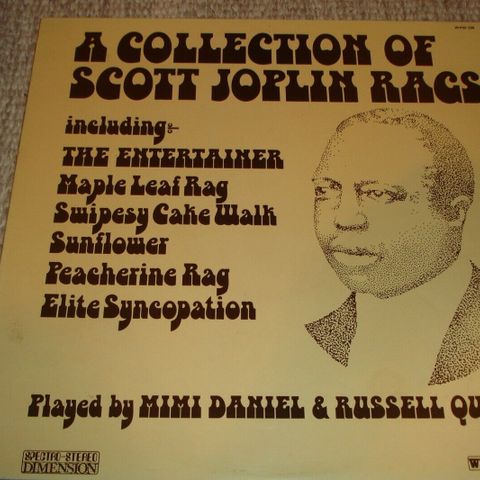 A COLLECTION OF
SCOTT JOPLIN RAGS
including:-
THE ENTERTAINER
Maple Leaf Rag
Swipesy Cake Walk
Sunflower
Peacherine Rag
Elite Syncopation
Played by MIMI DANIEL & RUSSELL QU
SPECTRO-STEREO
DIMENSION
W